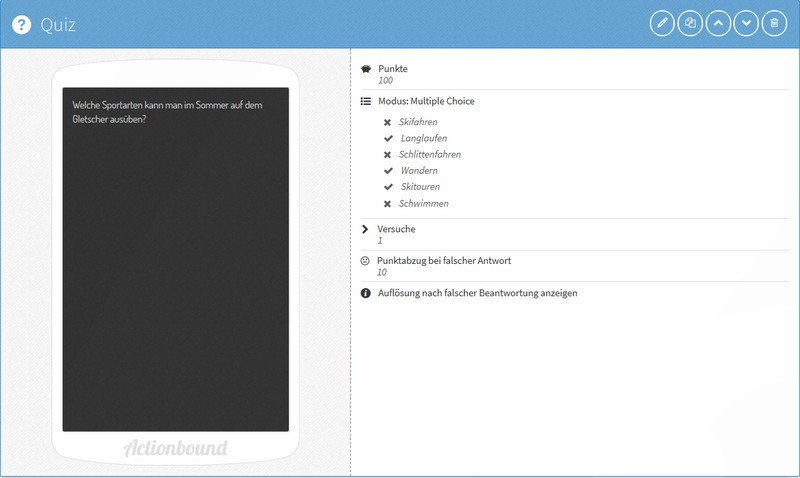 Quiz
Welche Sportarten kann man im Sommer auf dem
Gletscher ausüben?
Actionbound
Punkte
100
Modus: Multiple Choice
Skifahren
Langlaufen
Schlittenfahren
Wandern
Skitouren
Schwimmen
Versuche
1
Punktabzug bei falscher Antwort
10
Auflösung nach falscher Beantwortung anzeigen